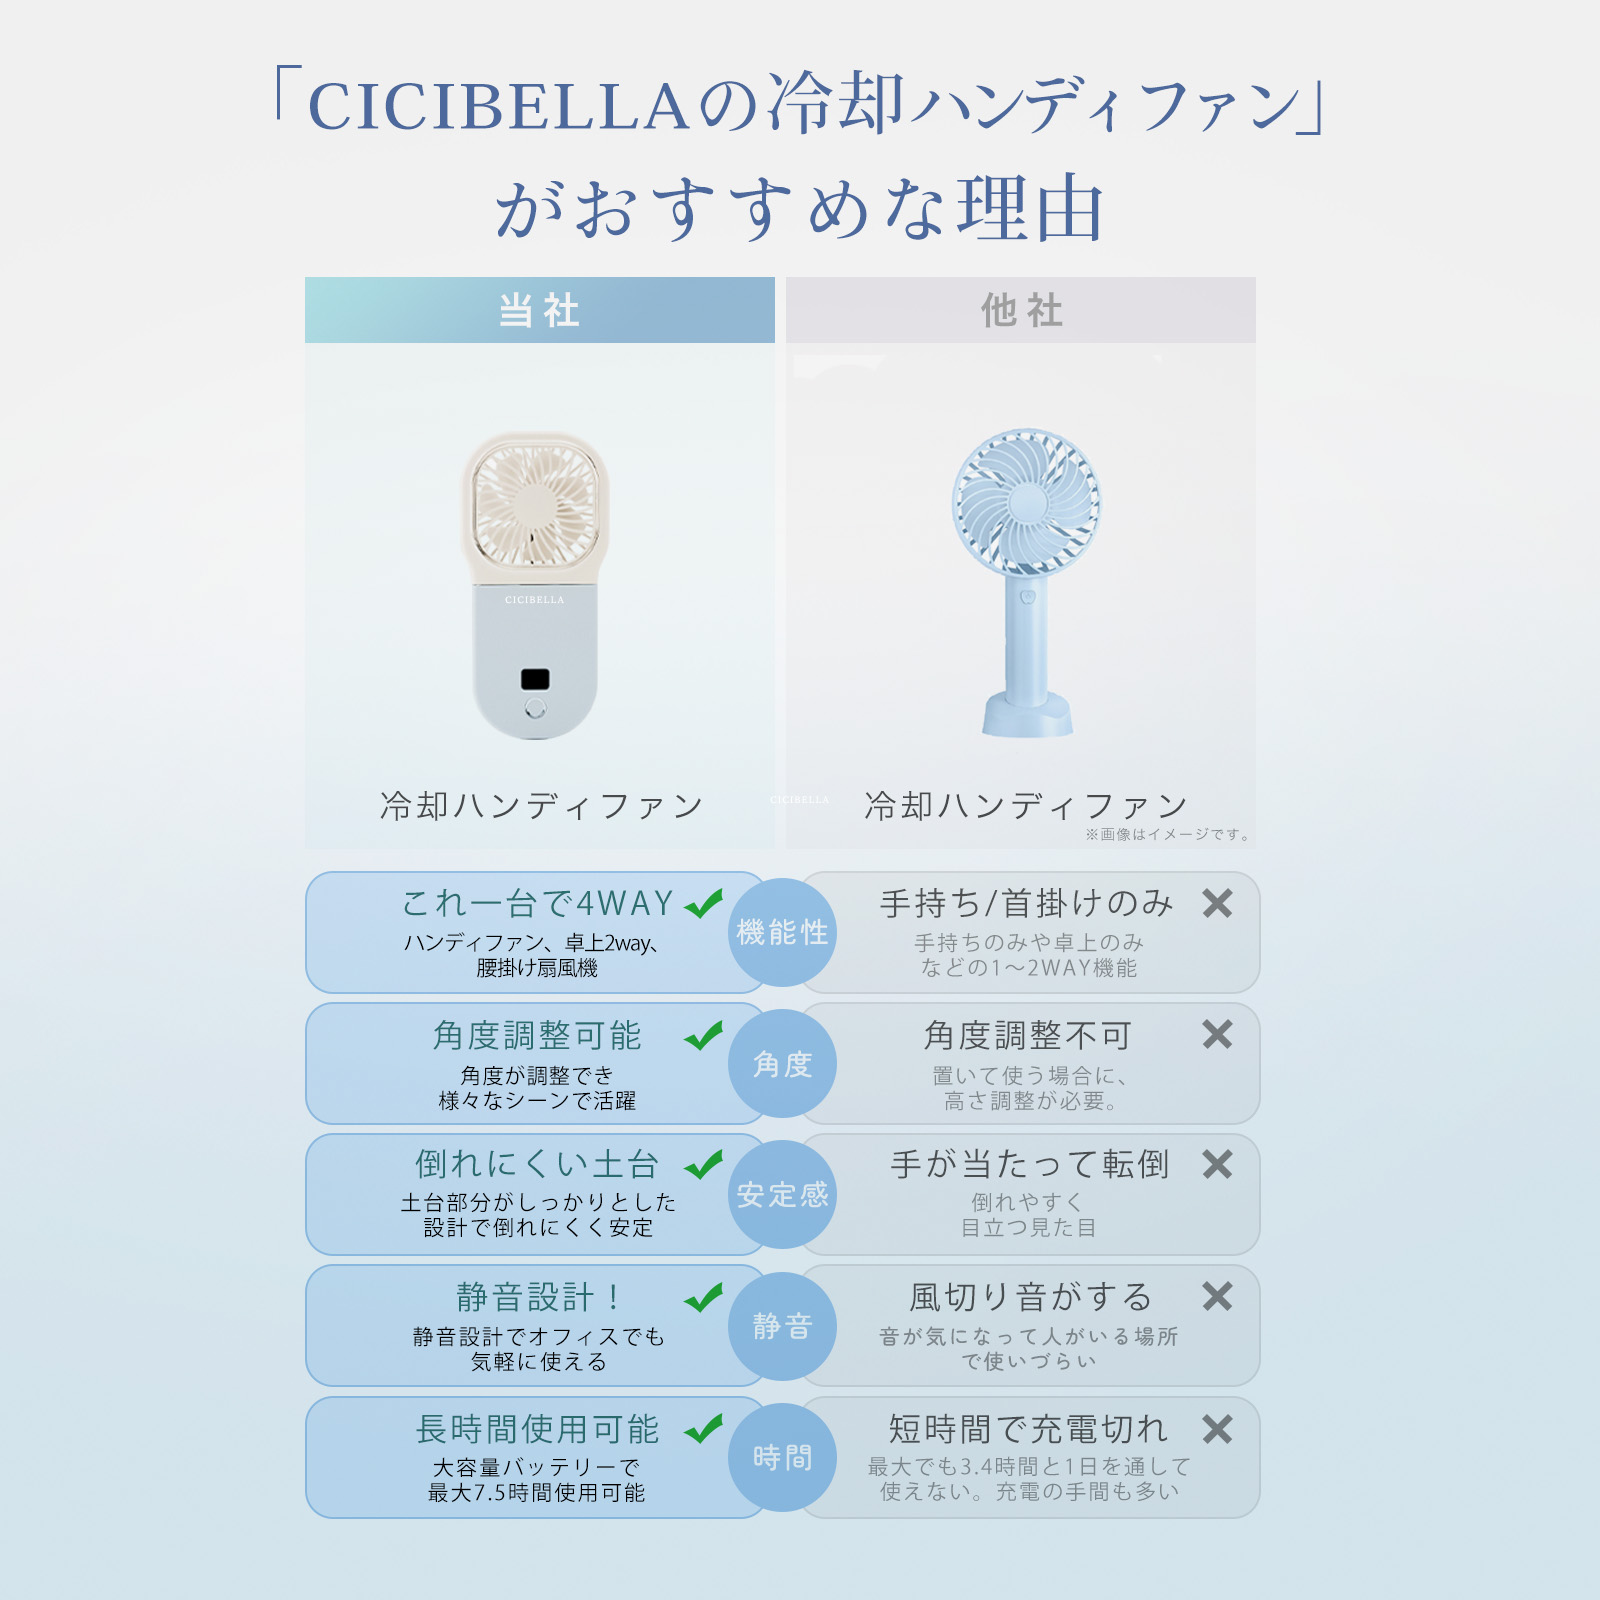 「CICIBELLAの冷却ハンディファン」
がおすすめな理由
当社
他社
CICIBELLA
冷却ハンディファン
CICIBELLA
冷却ハンディファン
※画像はイメージです。
これ一台で4WAY
ハンディファン、卓上2way、
腰掛け扇風機
機能性
手持ち/首掛けのみ
手持ちのみや卓上のみ
などの1〜2WAY機能
角度調整可能
角度が調整でき
様々なシーンで活躍
角度
角度調整不可
置いて使う場合に、
高さ調整が必要。
倒れにくい土台
土台部分がしっかりとした
設計で倒れにくく安定
安定感
手が当たって転倒
倒れやすく
目立つ見た目
静音設計！
静音設計でオフィスでも
気軽に使える
静音
風切り音がする
音が気になって人がいる場所
で使いづらい
長時間使用可能
大容量バッテリーで
最大7.5時間使用可能
時間
短時間で充電切れ
最大でも3.4時間と1日を通して
使えない。充電の手間も多い